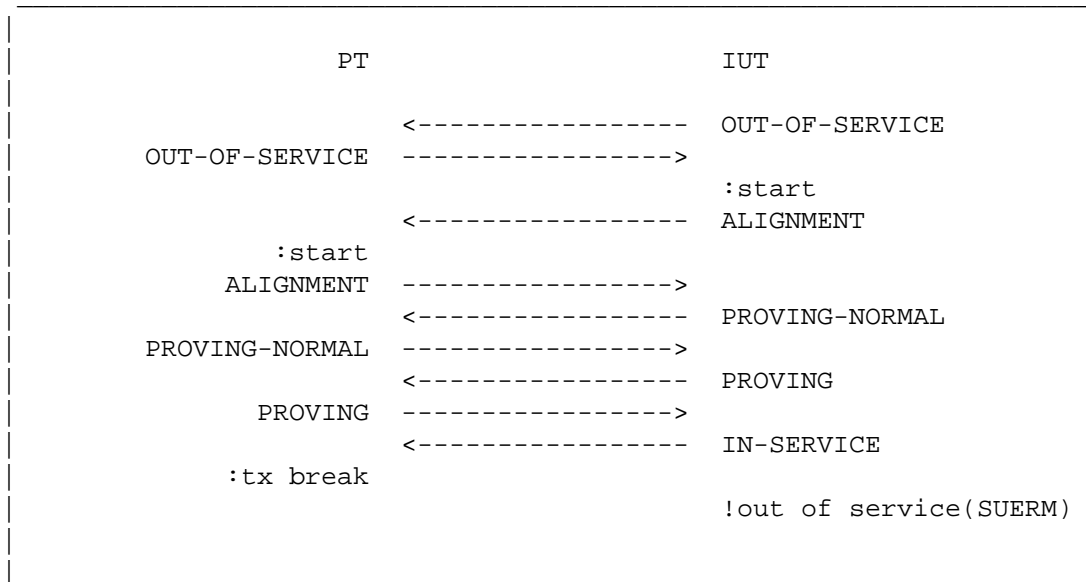 PT IUT
<----------------- OUT-OF-SERVICE
OUT-OF-SERVICE ----------------->
:start
<----------------- ALIGNMENT
:start
ALIGNMENT ----------------->
<----------------- PROVING-NORMAL
PROVING-NORMAL ----------------->
<----------------- PROVING
PROVING ----------------->
<----------------- IN-SERVICE
:tx break
!out of service(SUERM)